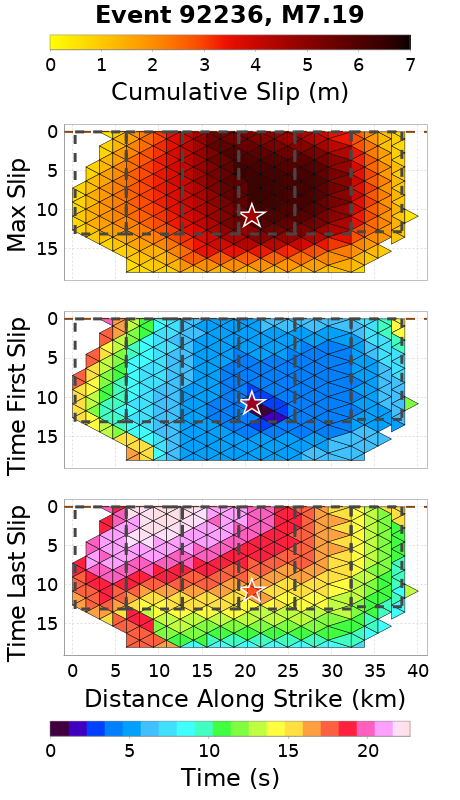 Event 92236, M7.19
0 1 2 3 4 5 6 7
Cumulative Slip (m)
Max Slip
0
5
10
15
Time First Slip
0
5
10
15
Time Last Slip
0
5
10
15
0 5 10 15 20 25 30 35 40
Distance Along Strike (km)
0 5 10 15 20
Time (s)